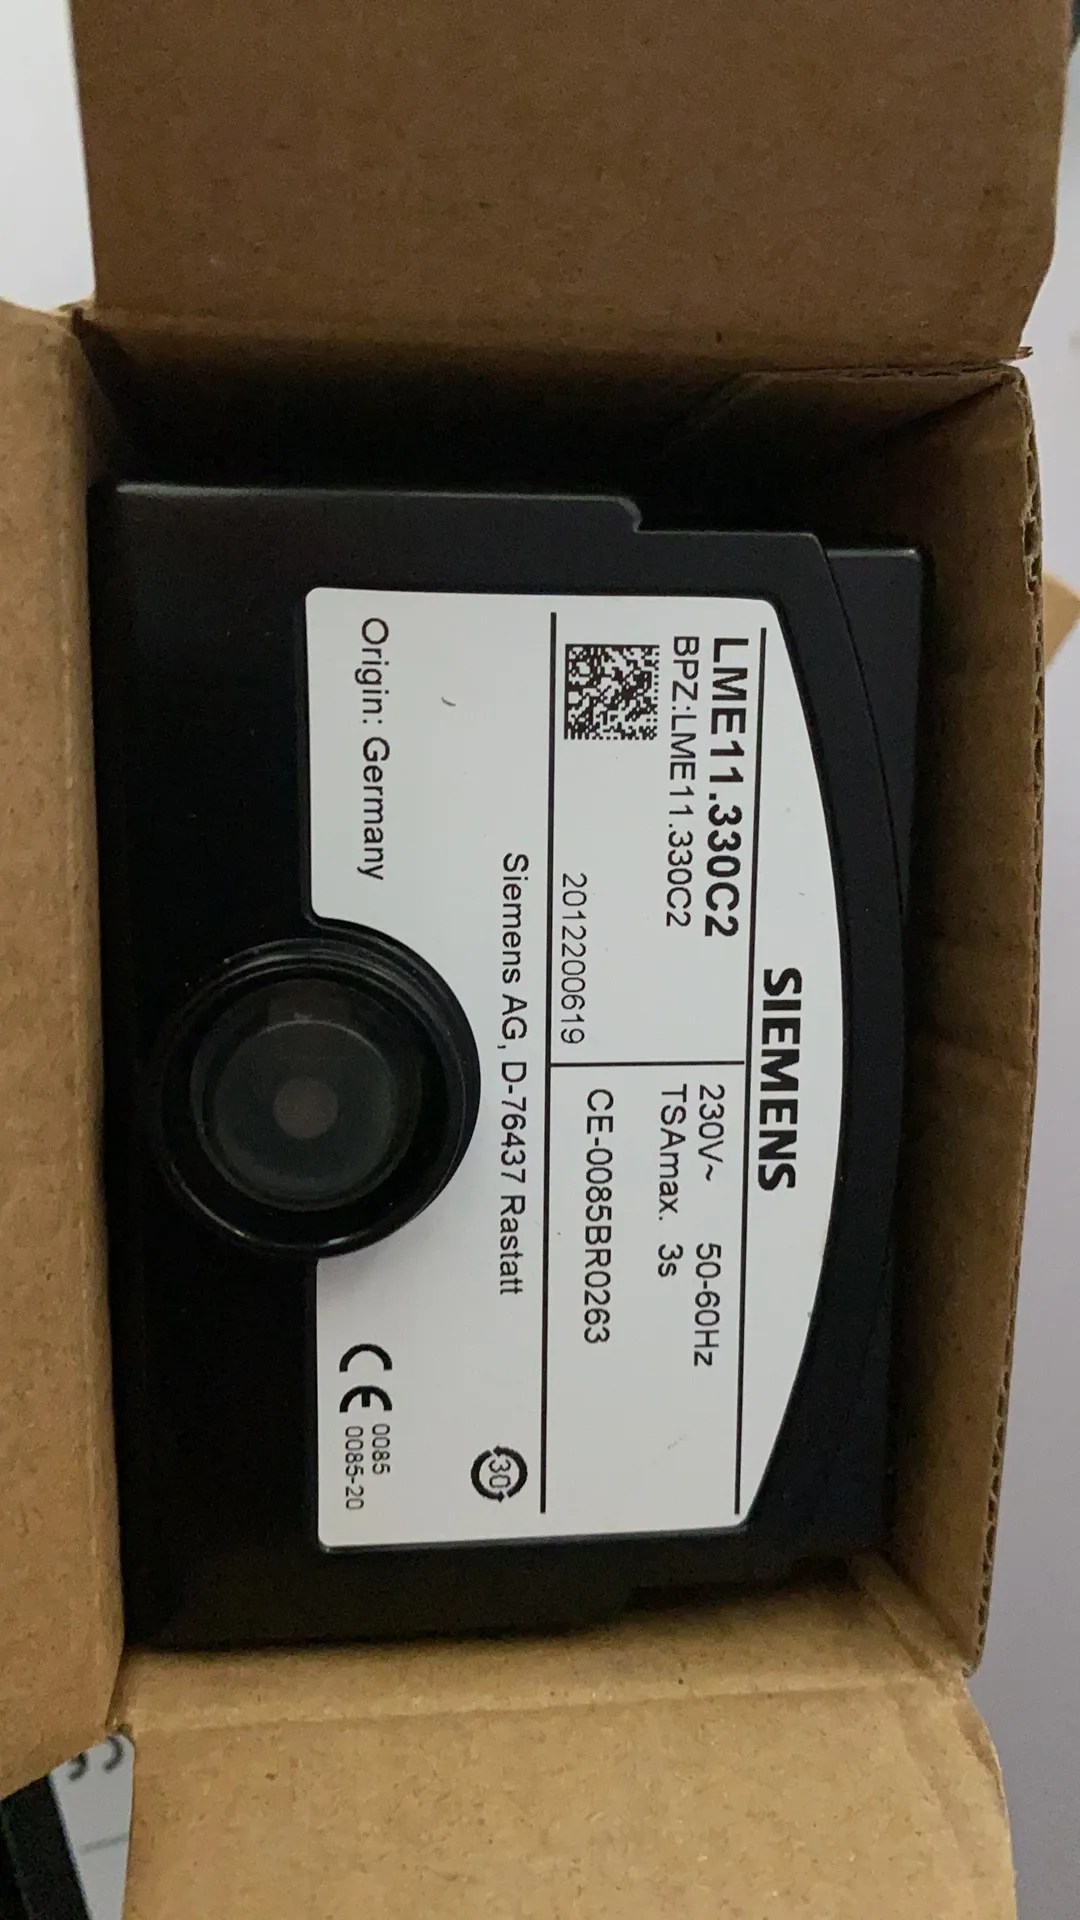 SIEMENS
LME11.330C2
BPZ:LME11.330C2
2012200619
230V~ 50-60Hz
TSAmax. 3s
CE-0085BR0263
Siemens AG, D-76437 Rastatt
30
Origin: Germany
CE 0085
0085-20